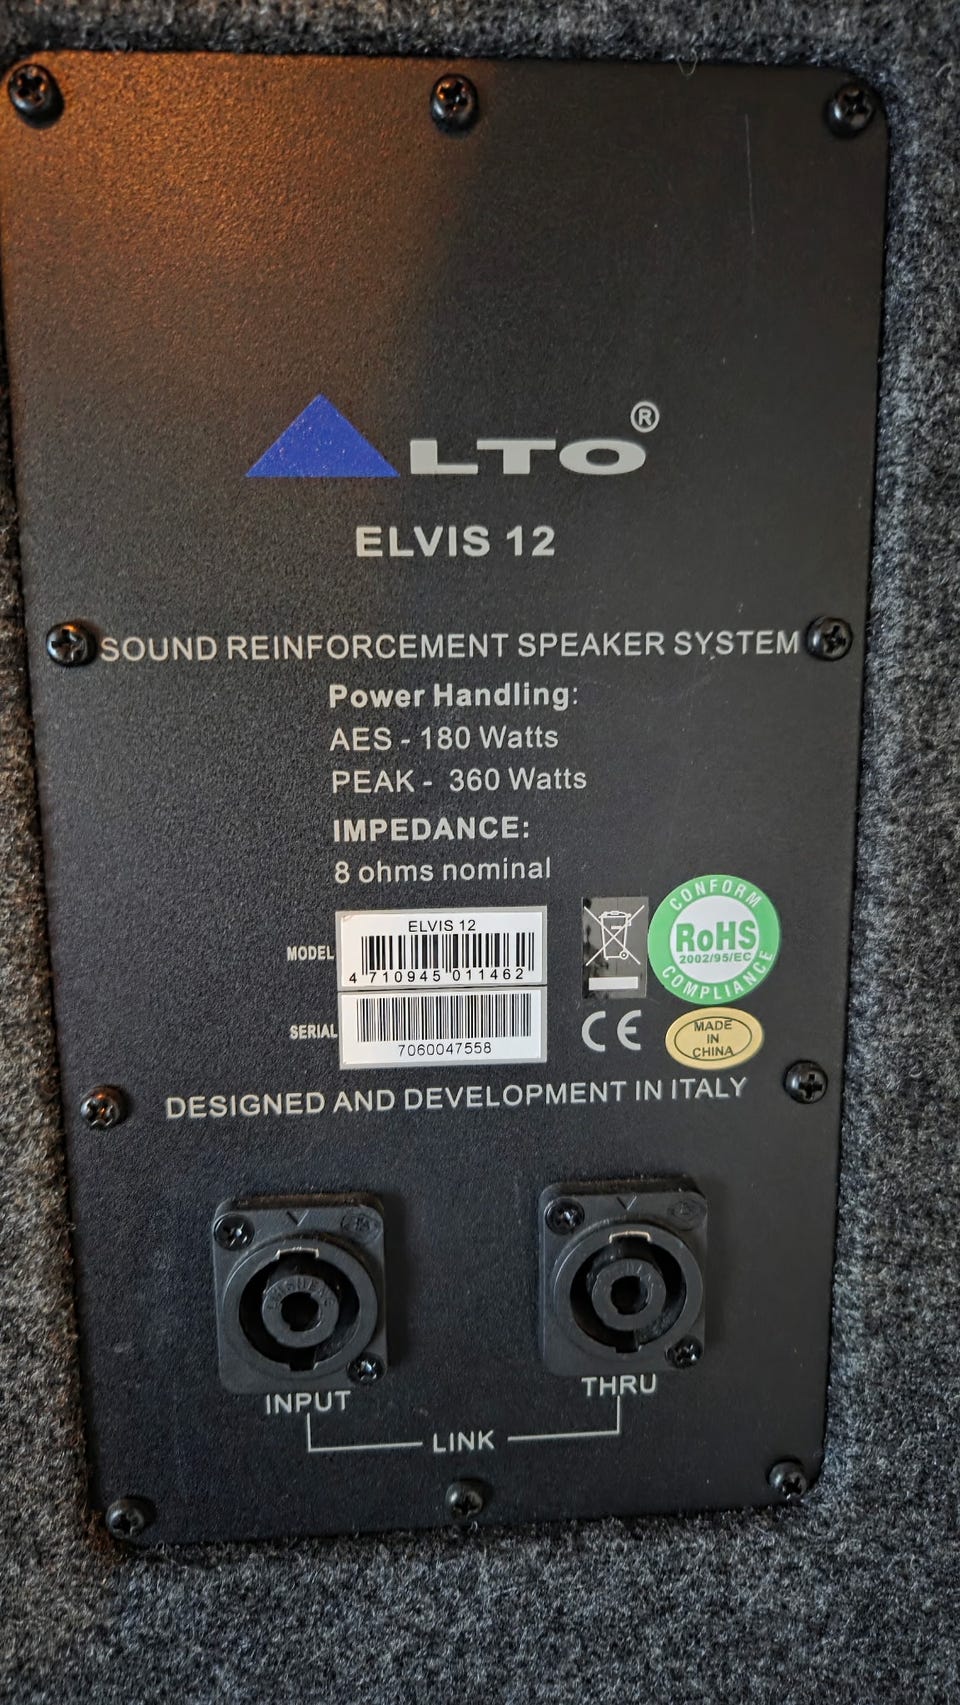 LTO®
ELVIS 12
SOUND REINFORCEMENT SPEAKER SYSTEM
Power Handling:
AES - 180 Watts
PEAK - 360 Watts
IMPEDANCE:
8 ohms nominal
MODEL
ELVIS 12
4 710945 011462
SERIAL
7060047558
CONFORM
RoHS
2002/95/EC
COMPLIANCE
CE
MADE
IN
CHINA
DESIGNED AND DEVELOPMENT IN ITALY
INPUT
THRU
LINK